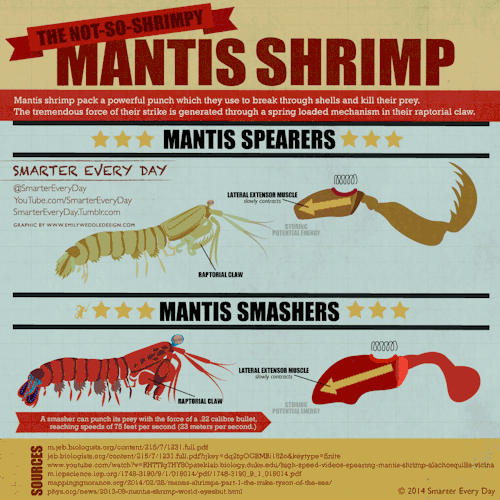 THE NOT-SO-SHRIMPY
MANTIS SHRIMP
Mantis shrimp pack a powerful punch which they use to break through shells and kill their prey.
The tremendous force of their strike is generated through a spring loaded mechanism in their raptorial claw.
MANTIS SPEARERS
SMARTER EVERY DAY
@SmarterEveryDay
YouTube.com/SmarterEveryDay
SmarterEveryDay.Tumblr.com
GRAPHIC BY WWW.EMILYWEDDLEDESIGN.COM
LATERAL EXTENSOR MUSCLE
slowly contracts
STORING
POTENTIAL ENERGY
RAPTORIAL CLAW
MANTIS SMASHERS
LATERAL EXTENSOR MUSCLE
slowly contracts
STORING
POTENTIAL ENERGY
RAPTORIAL CLAW
A smasher can punch its prey with the force of a .22 calibre bullet,
reaching speeds of 75 feet per second (23 meters per second.)
SOURCES
m.jeb.biologists.org/content/215/7/1231.full.pdf
© 2014 Smarter Every Day